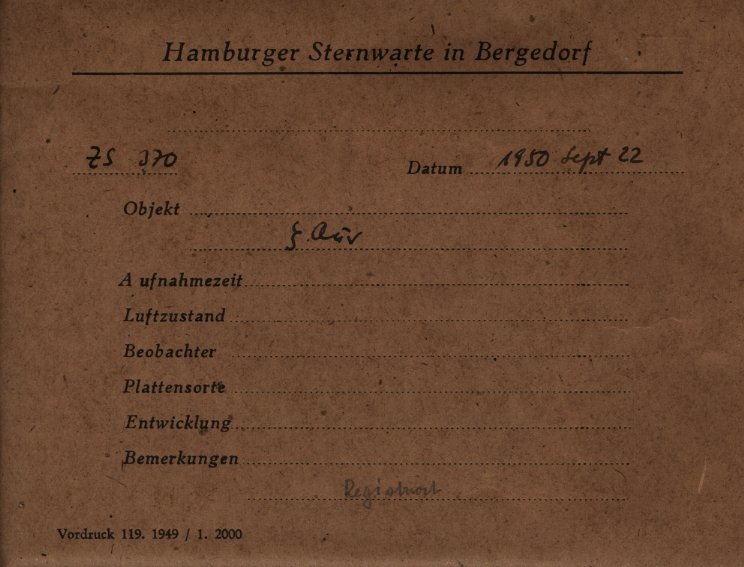 Hamburger Sternwarte in Bergedorf
ZS 370 Datum 1950 Sept 22
Objekt
ζ Aur
Aufnahmezeit
Luftzustand
Beobachter
Plattensorte
Entwicklung
Bemerkungen
Registriert
Vordruck 119. 1949 / 1. 2000